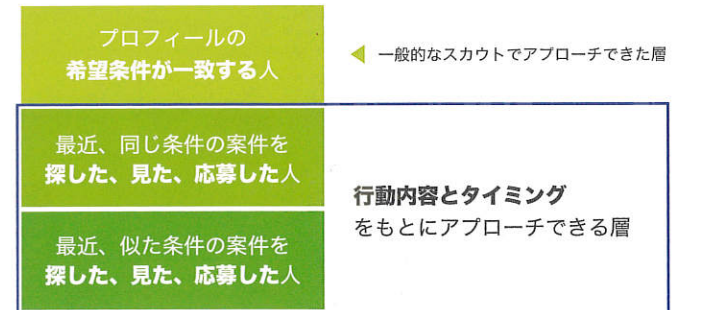 プロフィールの
希望条件が一致する人
一般的なスカウトでアプローチできた層
最近、同じ条件の案件を
探した、見た、応募した人
行動内容とタイミング
をもとにアプローチできる層
最近、似た条件の案件を
探した、見た、応募した人